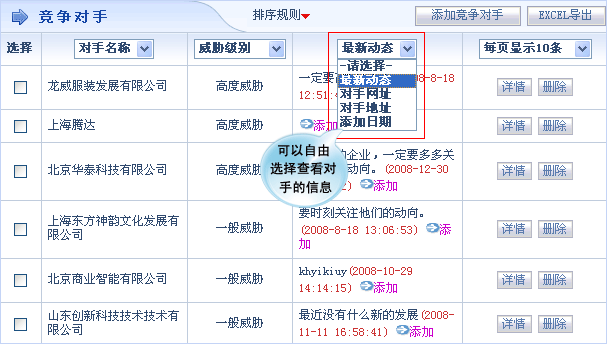 竞争对手
排序规则
添加竞争对手
EXCEL导出
选择
对手名称
威胁级别
最新动态
每页显示10条
-请选择-
最新动态
对手网址
对手地址
添加日期
龙威服装发展有限公司
高度威胁
一定要
2008-8-18
12:51:4
详情
删除
上海腾达
高度威胁
添加
详情
删除
可以自由
选择查看对
手的信息
北京华泰科技有限公司
高度威胁
的企业，一定要多多关
动向。(2008-12-30
2)
添加
详情
删除
上海东方神韵文化发展有
限公司
一般威胁
要时刻关注他们的动向。
(2008-8-18 13:06:53) 添
加
详情
删除
北京商业智能有限公司
一般威胁
khyikiuy(2008-10-29
14:14:15) 添加
详情
删除
山东创新科技技术技术有
限公司
一般威胁
最近没有什么新的发展(2008-
11-11 16:58:41) 添加
详情
删除